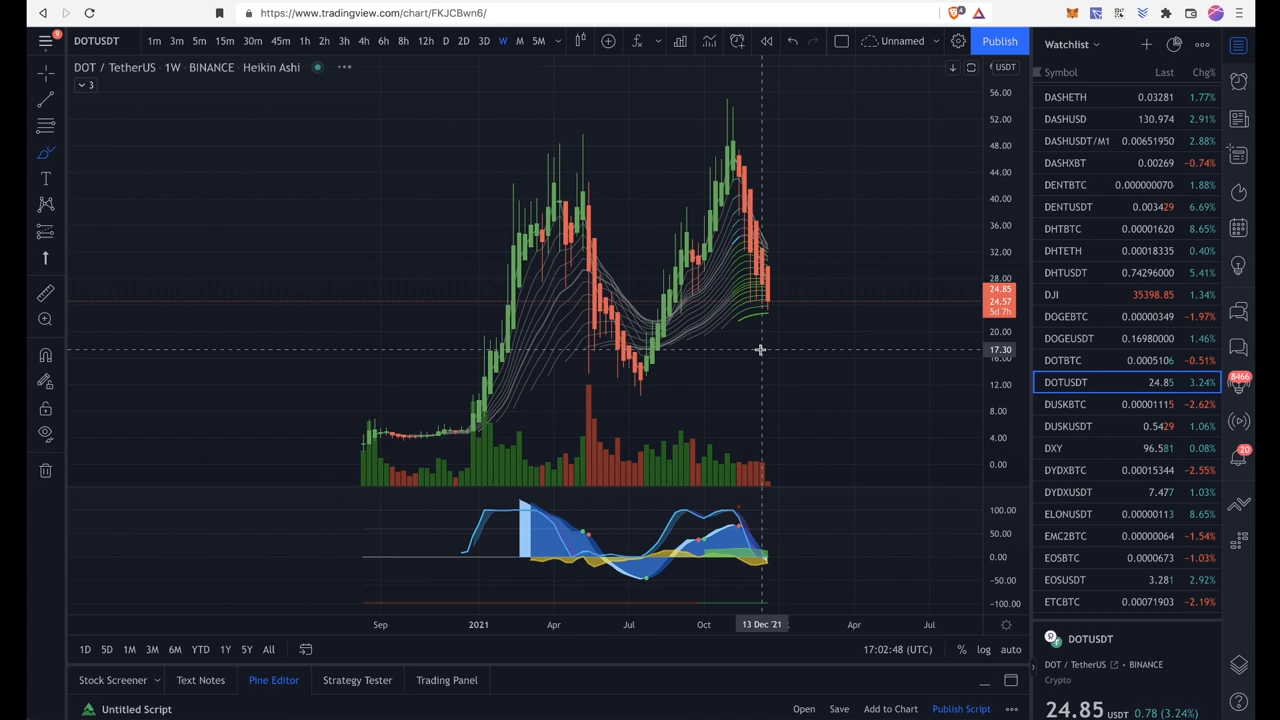 https://www.tradingview.com/chart/FKJCBwn6/
9
DOTUSDT 1m 3m 5m 15m 30m 45m 1h 2h 3h 4h 6h 8h 12h D 2D 3D W M 5M Unnamed Publish
Watchlist
DOT / TetherUS · 1W · BINANCE · Heikin Ashi
USDT
3
Symbol Last Chg%
DASHETH 0.03281 1.77%
DASHUSD 130.974 2.91%
DASHUSDT/M1 0.00651950 2.88%
DASHXBT 0.00269 −0.74%
DENTBTC 0.000000070 1.88%
DENTUSDT 0.003429 6.69%
DHTBTC 0.00001620 8.65%
DHTETH 0.00018335 0.40%
DHTUSDT 0.74296000 5.41%
DJI 35398.85 1.34%
DOGEBTC 0.00000349 −1.97%
DOGEUSDT 0.16980000 1.46%
DOTBTC 0.0005106 −0.51%
DOTUSDT 24.85 3.24%
DUSKBTC 0.00001115 −2.62%
DUSKUSDT 0.5429 1.06%
DXY 96.581 0.08%
DYDXBTC 0.00015344 −2.55%
DYDXUSDT 7.477 1.03%
ELONUSDT 0.00000113 8.65%
EMC2BTC 0.00000064 −1.54%
EOSBTC 0.0000673 −1.03%
EOSUSDT 3.281 2.92%
ETCBTC 0.00071903 −2.19%
56.00
52.00
48.00
44.00
40.00
36.00
32.00
28.00
24.85
24.57
5d 7h
20.00
17.30
16.00
12.00
8.00
4.00
0.00
100.00
50.00
0.00
−50.00
−100.00
8466
20
Sep 2021 Apr Jul Oct 13 Dec '21 Apr Jul
1D 5D 1M 3M 6M YTD 1Y 5Y All
17:02:48 (UTC) % log auto
Stock Screener Text Notes Pine Editor Strategy Tester Trading Panel
Untitled Script Open Save Add to Chart Publish Script
DOTUSDT
DOT / TetherUS · BINANCE
Crypto
24.85 USDT 0.78 (3.24%)